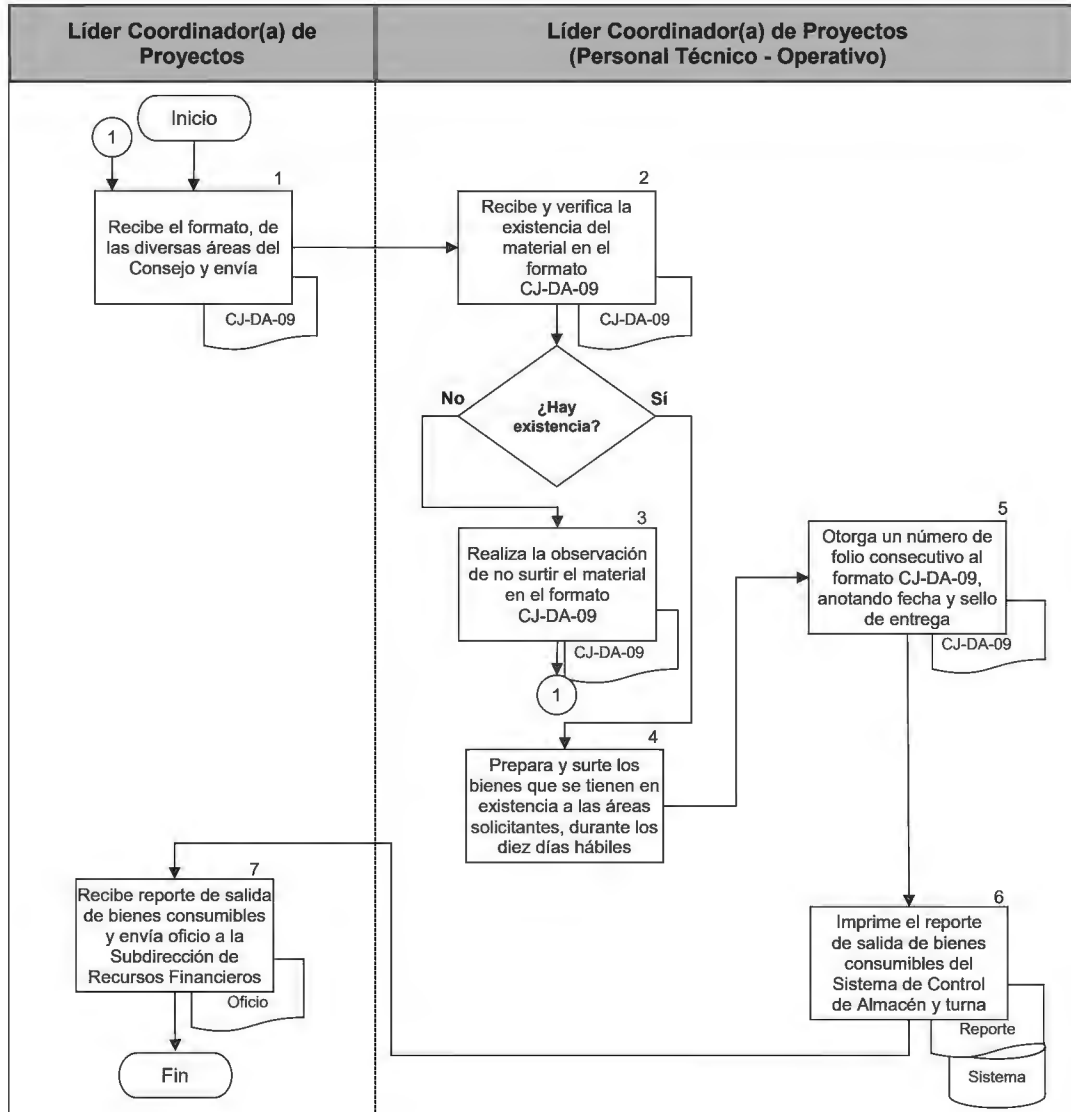 Líder Coordinador(a) de
Proyectos
Líder Coordinador(a) de Proyectos
(Personal Técnico - Operativo)
Inicio
1
1
Recibe el formato, de
las diversas áreas del
Consejo y envía
CJ-DA-09
2
Recibe y verifica la
existencia del
material en el
formato
CJ-DA-09
CJ-DA-09
No
¿Hay
existencia?
Sí
3
Realiza la observación
de no surtir el material
en el formato
CJ-DA-09
CJ-DA-09
1
4
Prepara y surte los
bienes que se tienen en
existencia a las áreas
solicitantes, durante los
diez días hábiles
5
Otorga un número de
folio consecutivo al
formato CJ-DA-09,
anotando fecha y sello
de entrega
CJ-DA-09
6
Imprime el reporte
de salida de bienes
consumibles del
Sistema de Control
de Almacén y turna
Reporte
Sistema
7
Recibe reporte de salida
de bienes consumibles
y envía oficio a la
Subdirección de
Recursos Financieros
Oficio
Fin